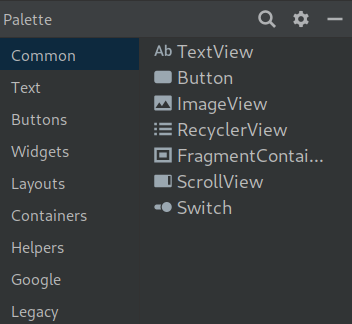 Palette
Common
Text
Buttons
Widgets
Layouts
Containers
Helpers
Google
Legacy
Ab TextView
Button
ImageView
RecyclerView
FragmentContai...
ScrollView
Switch